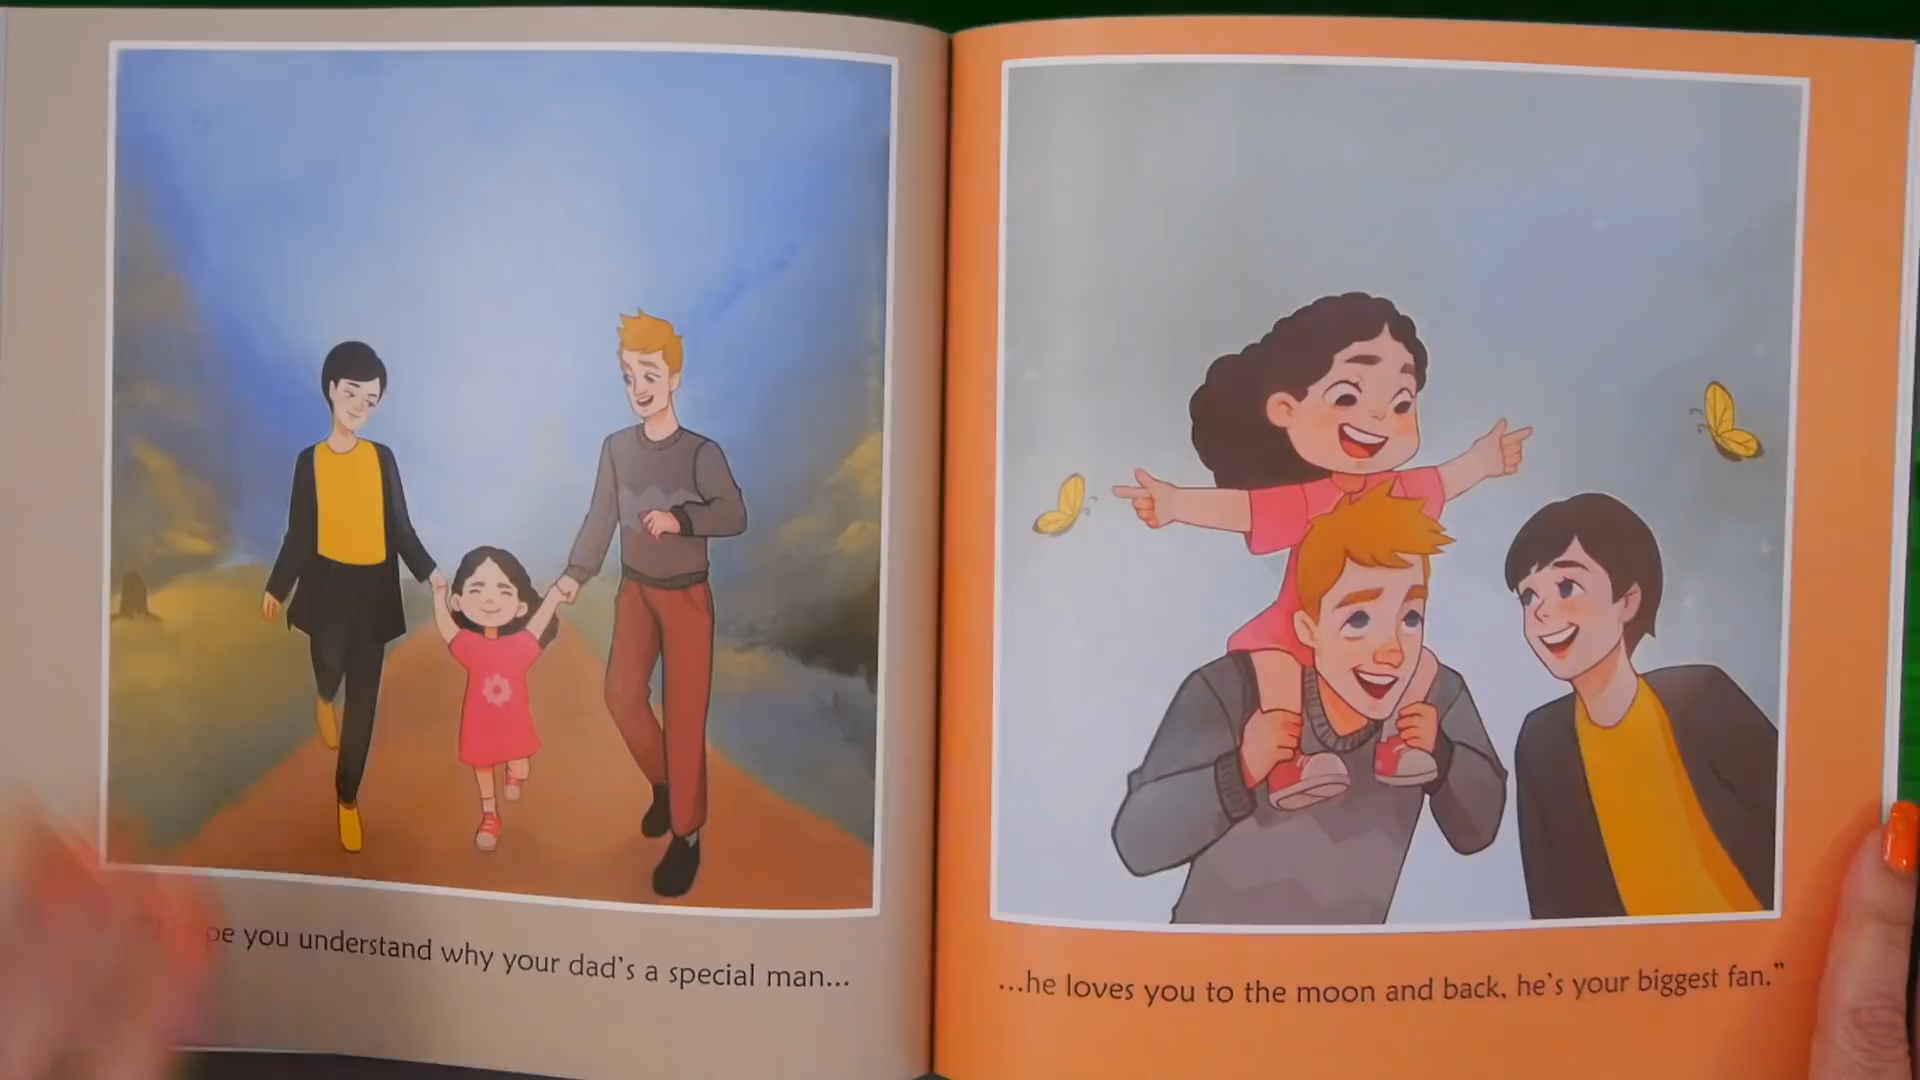 you understand why your dad's a special man...
...he loves you to the moon and back, he's your biggest fan."